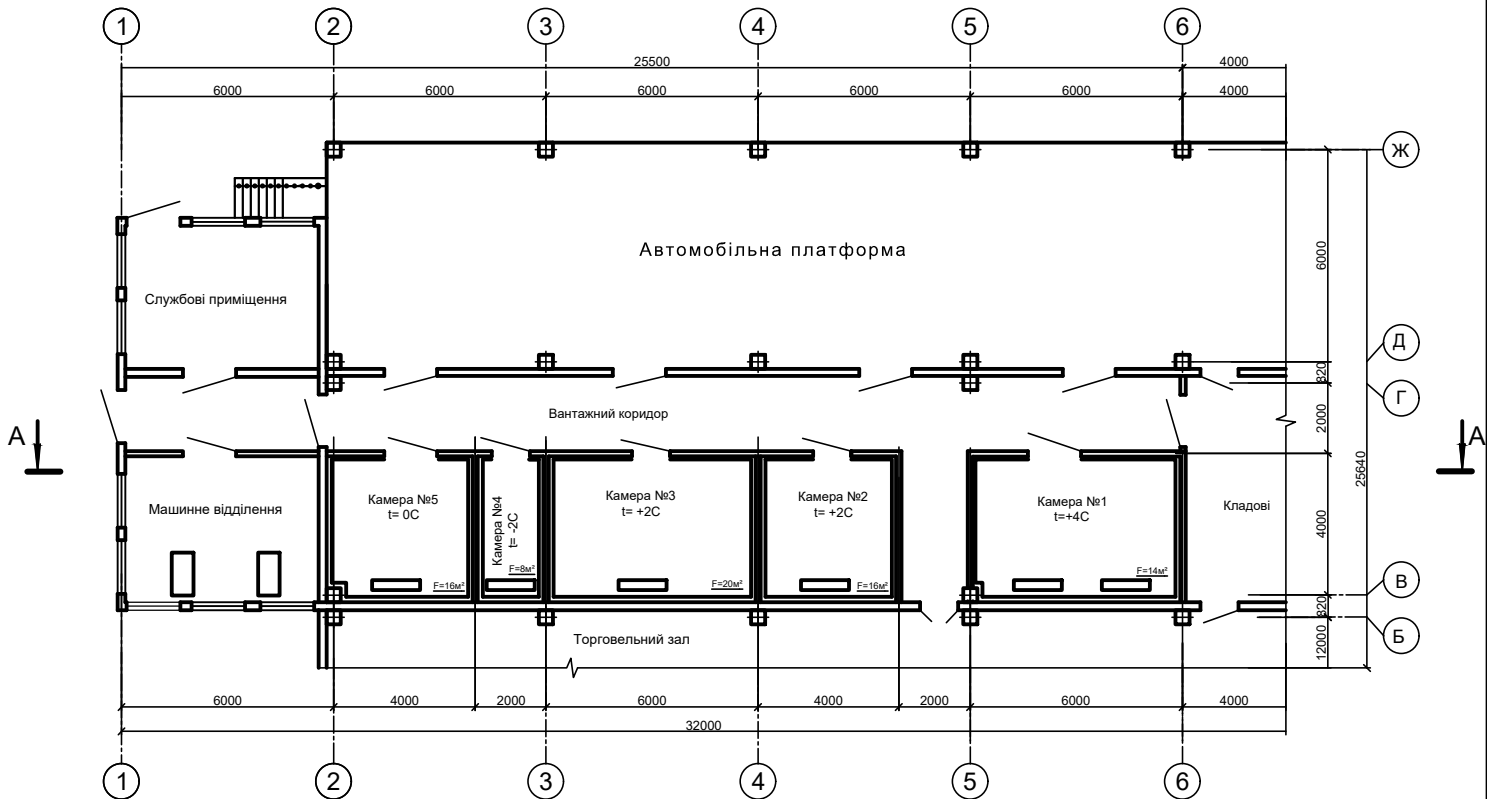 1 2 3 4 5 6
25500 4000
6000 6000 6000 6000 6000 4000
Ж
Автомобільна платформа
6000
Службові приміщення
Д
820
Г
Вантажний коридор
2000
А А
25640
Камера №5
t= 0C
F=16м²
Камера №4
t= -2C
F=8м²
Камера №3
t= +2C
F=20м²
Камера №2
t= +2C
F=16м²
Камера №1
t=+4C
F=14м²
Машинне відділення
Кладові
4000
В
820
Б
Торговельний зал
12000
6000 4000 2000 6000 4000 2000 6000 4000
32000
1 2 3 4 5 6